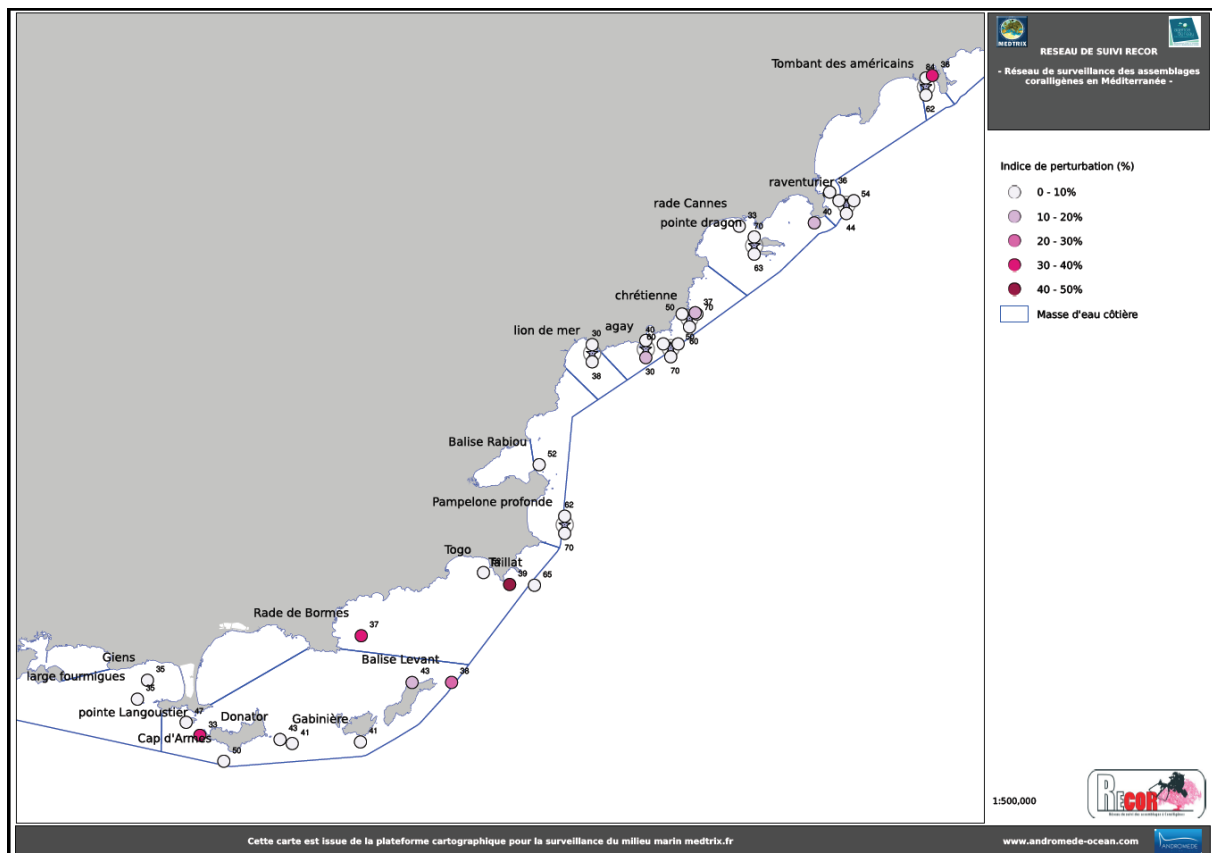 MEDTRIX
RESEAU DE SUIVI RECOR
- Réseau de surveillance des assemblages
coralligènes en Méditerranée -
Indice de perturbation (%)
0 - 10%
10 - 20%
20 - 30%
30 - 40%
40 - 50%
Masse d'eau côtière
Tombant des américains
84
36
52
raventurier
36
54
40
44
rade Cannes
33
pointe dragon
70
63
chrétienne
50
37
70
lion de mer
30
38
agay
40
60
30
60
70
Balise Rabiou
52
Pampelone profonde
62
70
Togo
Taillat
39
65
Rade de Bormes
37
Balise Levant
43
38
Giens
35
large fourmigues
35
pointe Langoustier
47
Cap d'Armes
33
50
Donator
43
41
Gabinière
41
1:500,000
RECOR
Cette carte est issue de la plateforme cartographique pour la surveillance du milieu marin medtrix.fr
www.andromede-ocean.com
ANDROMEDE